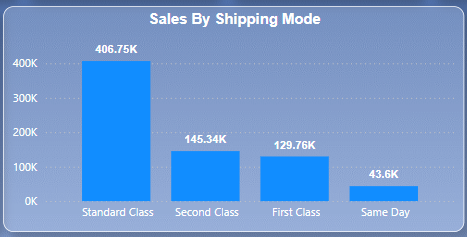 Sales By Shipping Mode
406.75K
400K
300K
200K
145.34K
129.76K
100K
43.6K
0K
Standard Class Second Class First Class Same Day